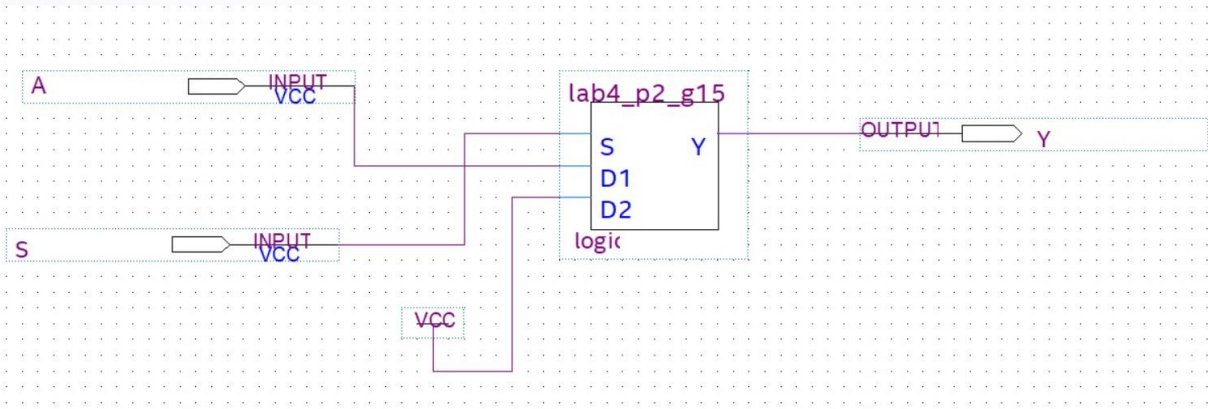 A
INPUT
VCC
lab4_p2_g15
S
Y
D1
D2
OUTPUT
Y
S
INPUT
VCC
logic
VCC